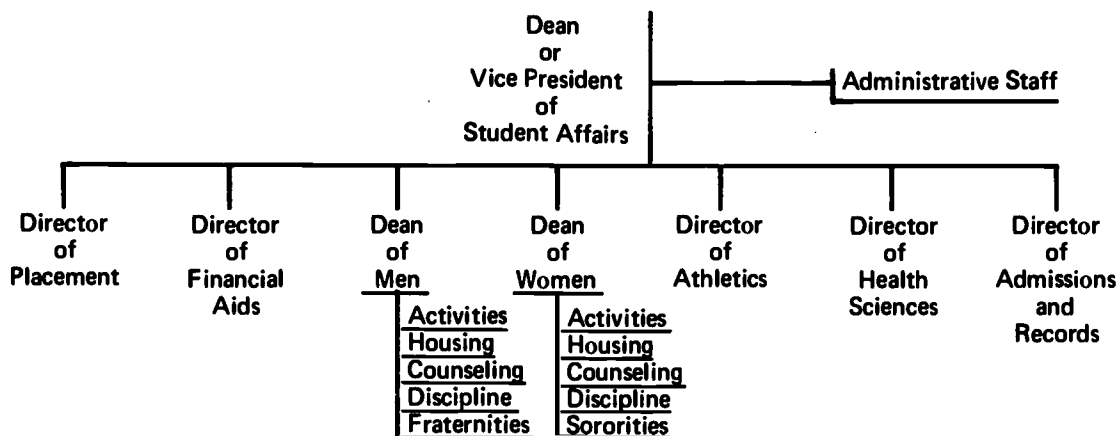 Dean
or
Vice President
of
Student Affairs
Administrative Staff
Director
of
Placement
Director
of
Financial
Aids
Dean
of
Men
Activities
Housing
Counseling
Discipline
Fraternities
Dean
of
Women
Activities
Housing
Counseling
Discipline
Sororities
Director
of
Athletics
Director
of
Health
Sciences
Director
of
Admissions
and
Records